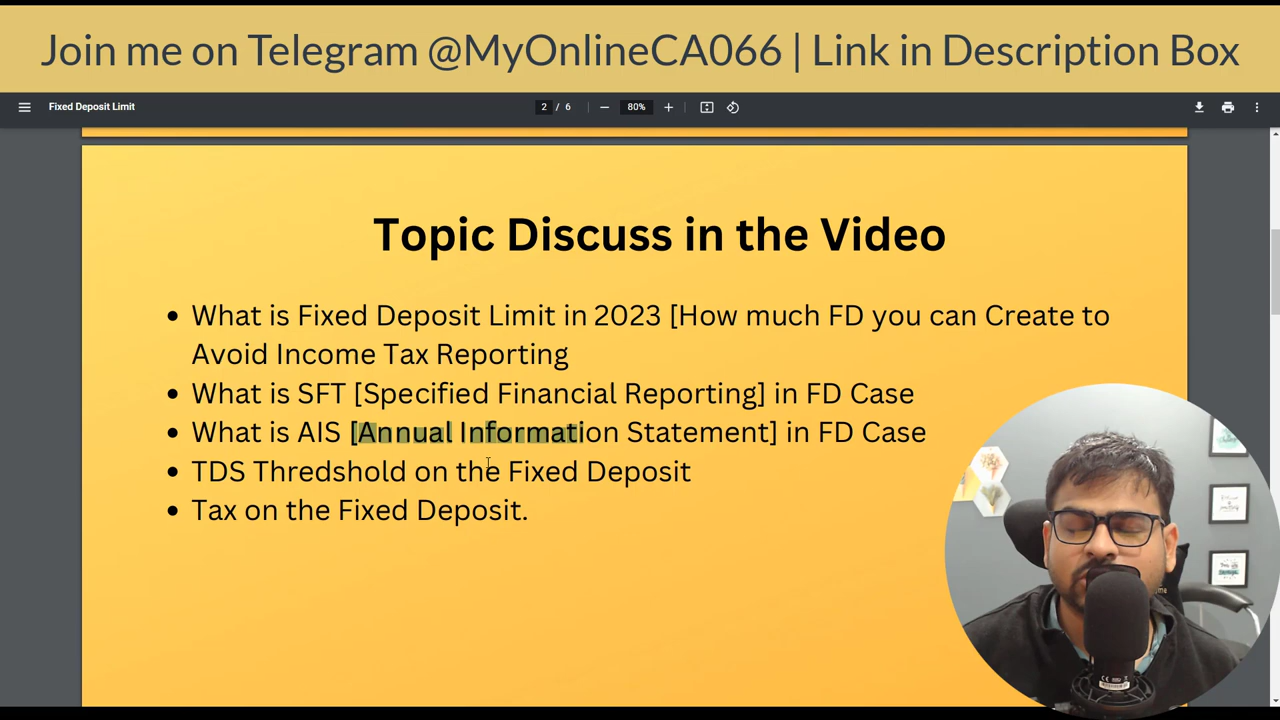 Join me on Telegram @MyOnlineCA066 | Link in Description Box
Fixed Deposit Limit
2 / 6
80%
Topic Discuss in the Video
• What is Fixed Deposit Limit in 2023 [How much FD you can Create to
Avoid Income Tax Reporting
• What is SFT [Specified Financial Reporting] in FD Case
• What is AIS [Annual Information Statement] in FD Case
• TDS Thredshold on the Fixed Deposit
• Tax on the Fixed Deposit.